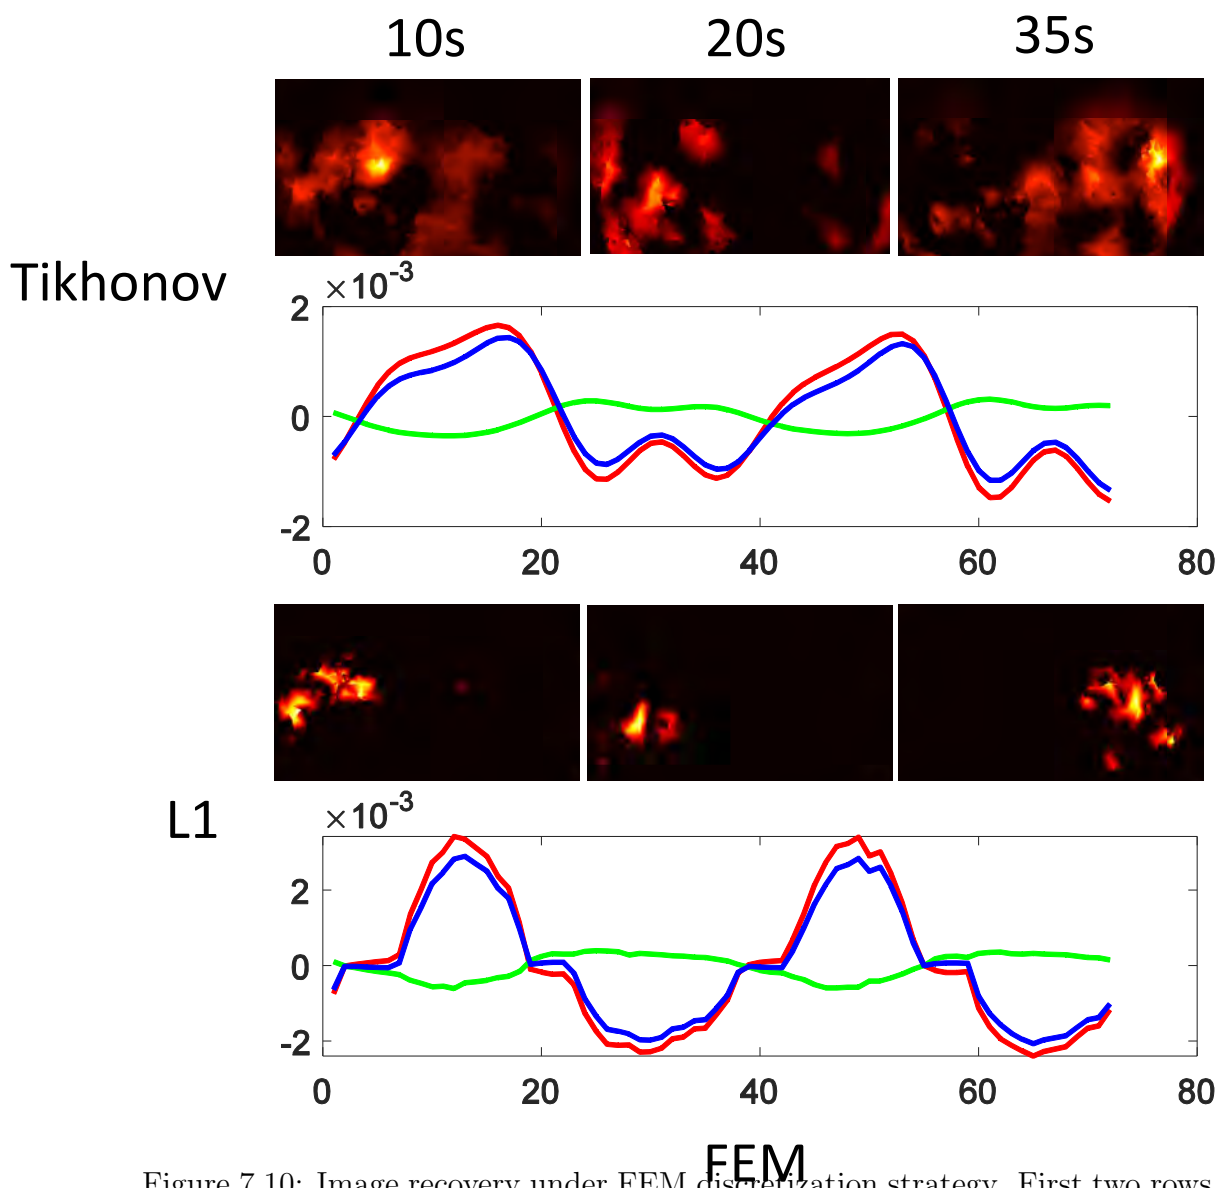 10s 20s 35s
Tikhonov
×10-3
2
0
-2
0 20 40 60 80
L1
×10-3
2
0
-2
0 20 40 60 80
FEM
Figure 7.10: Image recovery under FEM discretization strategy. First two rows